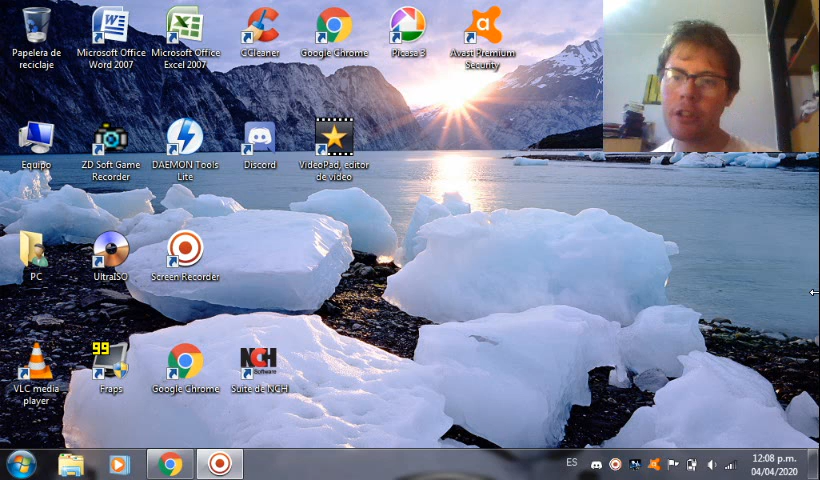 Papelera de
reciclaje
Microsoft Office
Word 2007
Microsoft Office
Excel 2007
CCleaner
Google Chrome
Picasa 3
Avast Premium
Security
Equipo
ZD Soft Game
Recorder
DAEMON Tools
Lite
Discord
VideoPad, editor
de vídeo
PC
UltraISO
Screen Recorder
VLC media
player
99
Fraps
Google Chrome
NCH
Software
Suite de NCH
ES
12:08 p.m.
04/04/2020